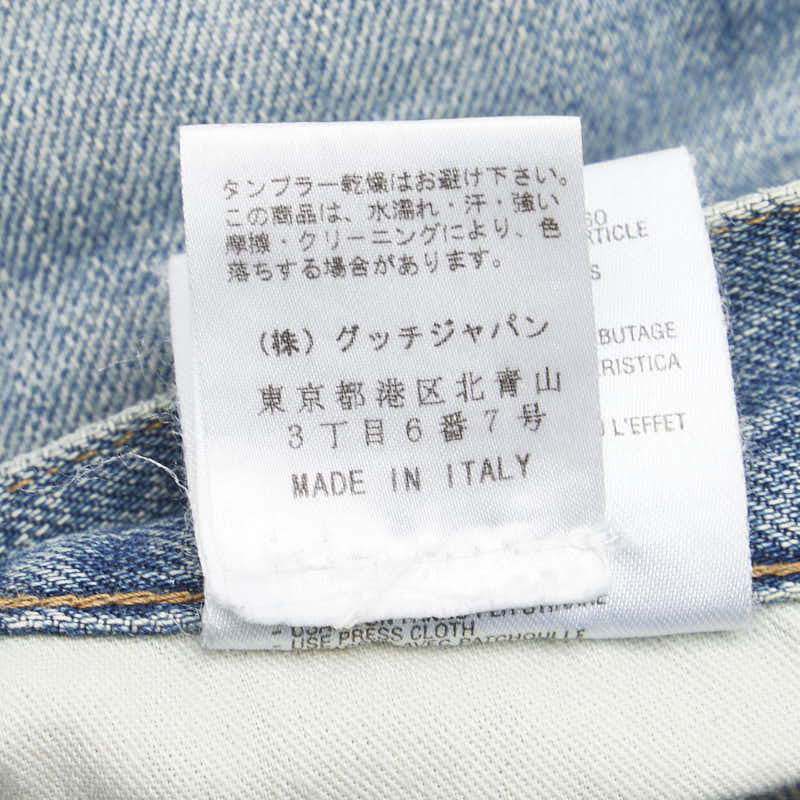 タンブラー乾燥はお避け下さい。
この商品は、水濡れ・汗・強い
摩擦・クリーニングにより、色
落ちする場合があります。
(株) グッチジャパン
東京都港区北青山
3丁目6番7号
MADE IN ITALY
L'EFFET
- USE PRESS CLOTH